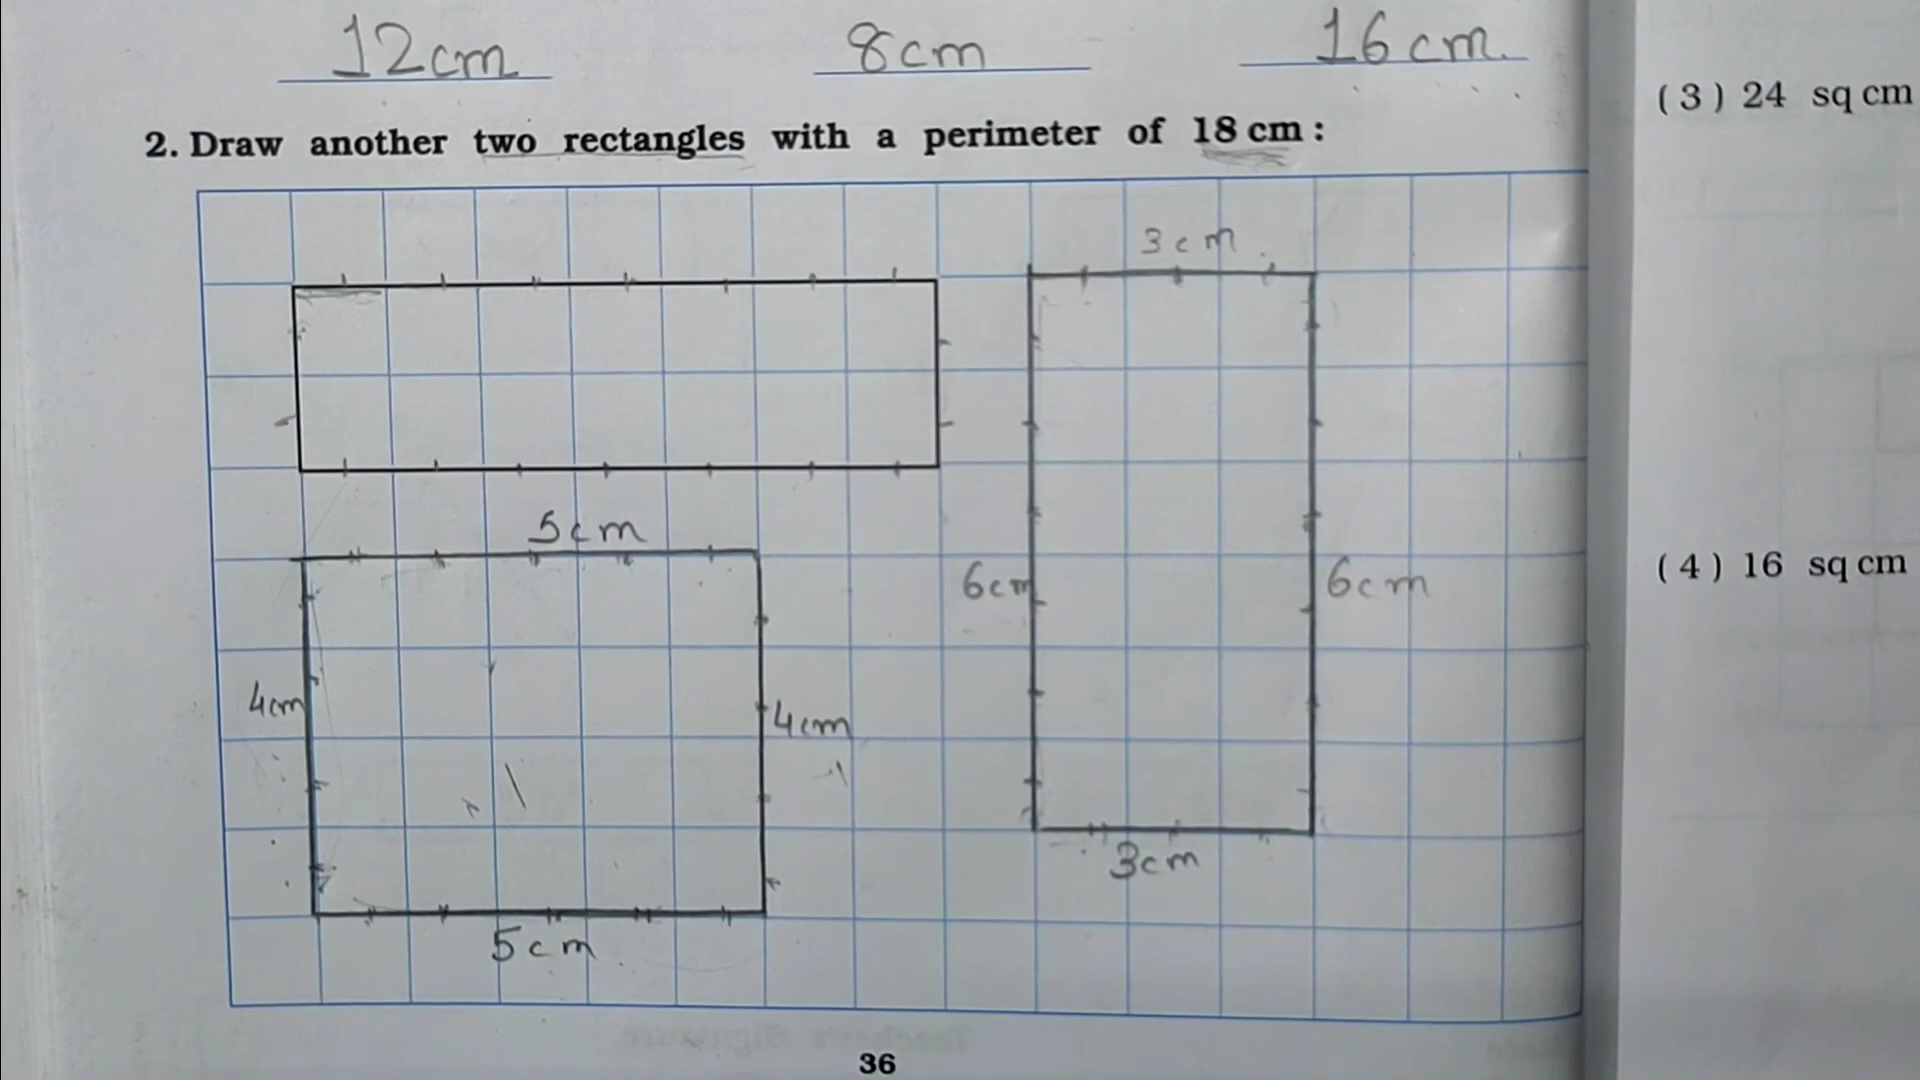 12cm 8cm 16cm.
2. Draw another two rectangles with a perimeter of 18 cm :
3cm
5cm
6cm 6cm
4cm 4cm
3cm
5cm
36
( 3 ) 24 sq cm
( 4 ) 16 sq cm